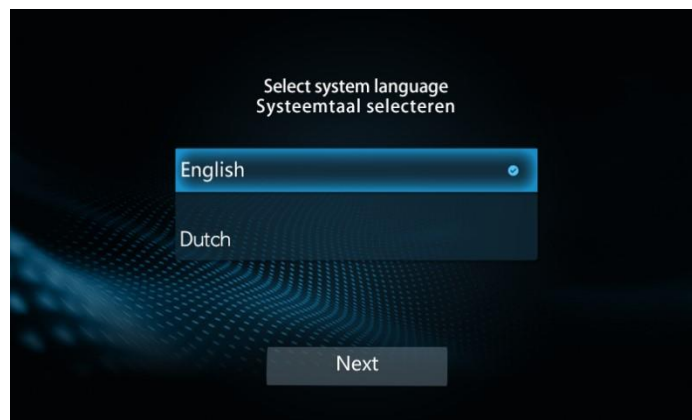 Select system language
Systeemtaal selecteren
English
Dutch
Next